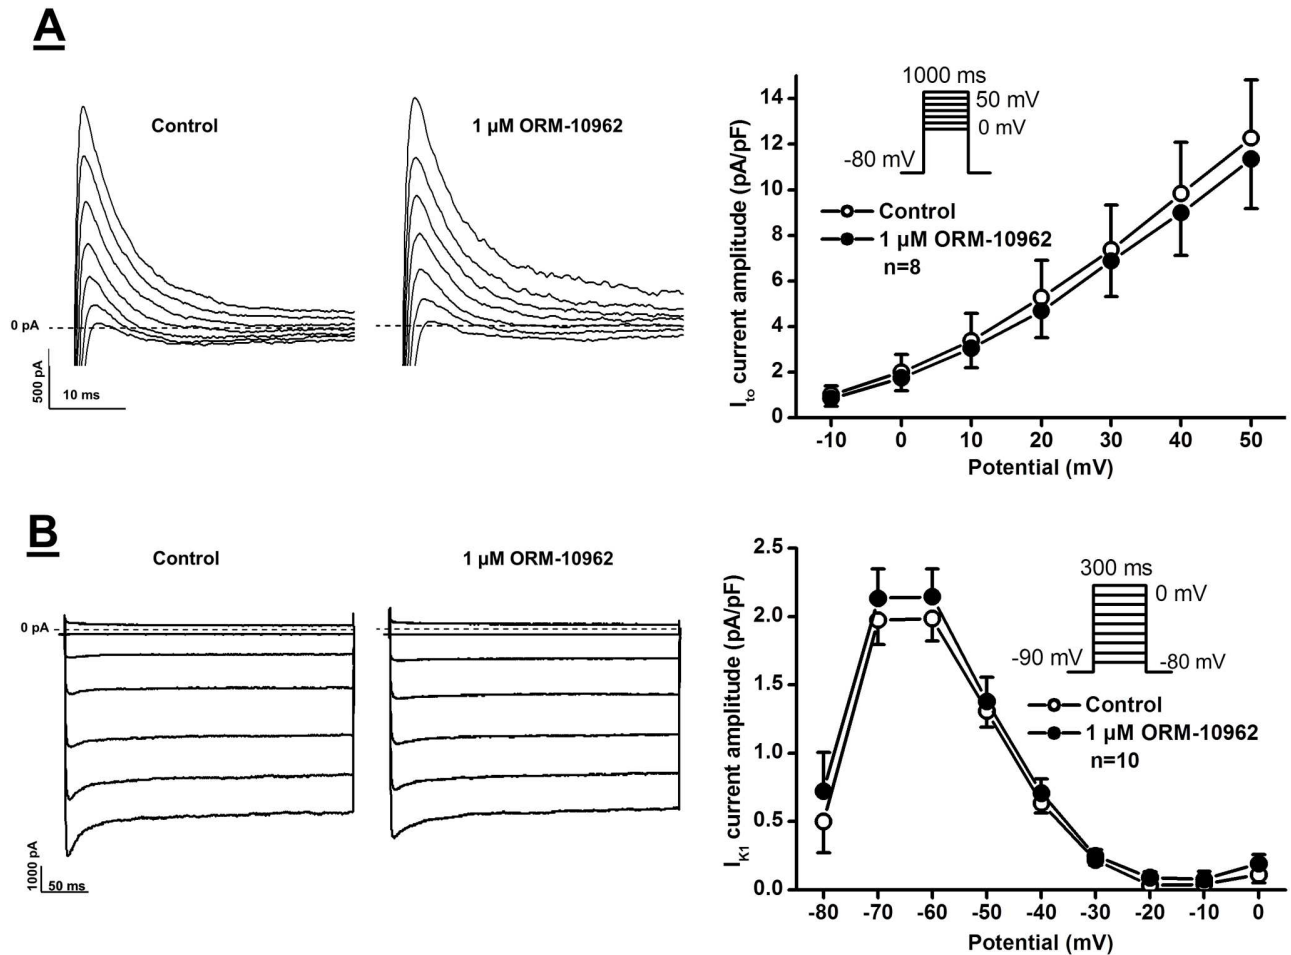 A
Control
1 µM ORM-10962
0 pA
500 pA
10 ms
1000 ms
50 mV
0 mV
-80 mV
Control
1 µM ORM-10962
n=8
Ito current amplitude (pA/pF)
14
12
10
8
6
4
2
0
-10 0 10 20 30 40 50
Potential (mV)
B
Control
1 µM ORM-10962
0 pA
1000 pA
50 ms
300 ms
0 mV
-90 mV
-80 mV
Control
1 µM ORM-10962
n=10
IK1 current amplitude (pA/pF)
2.5
2.0
1.5
1.0
0.5
0.0
-80 -70 -60 -50 -40 -30 -20 -10 0
Potential (mV)